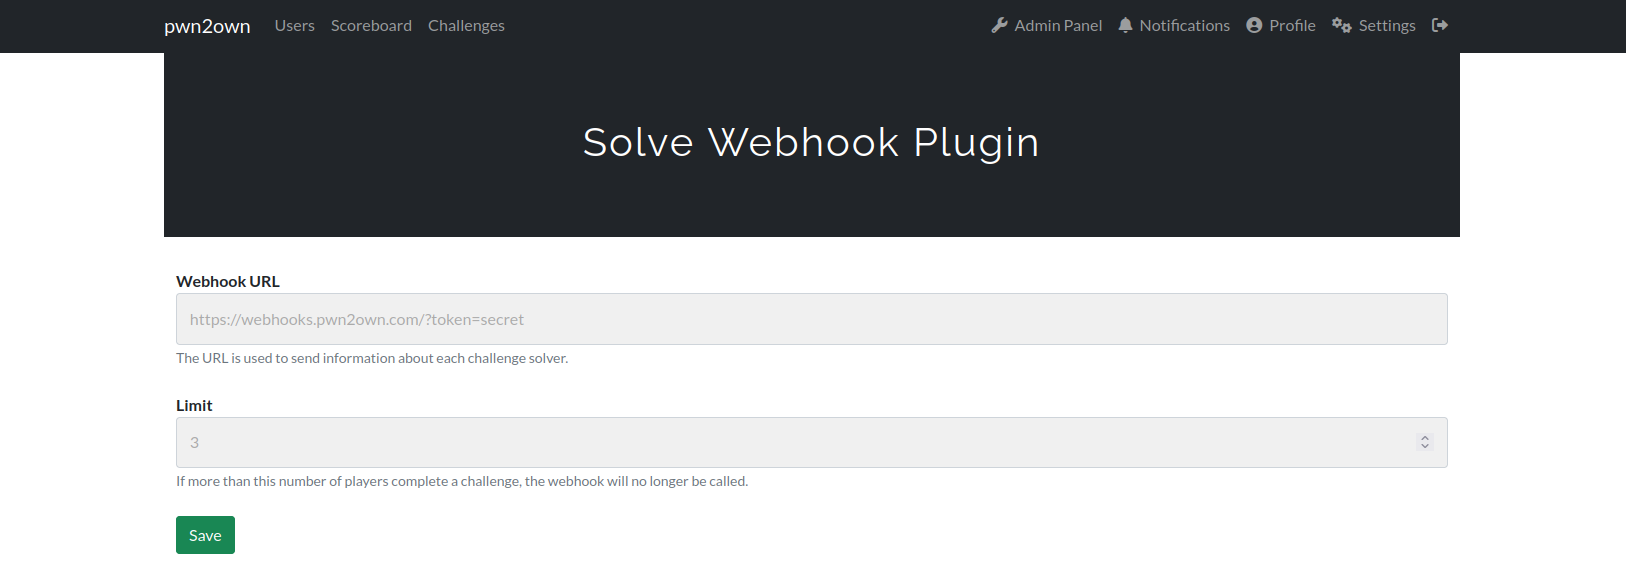 pwn2own Users Scoreboard Challenges Admin Panel Notifications Profile Settings
Solve Webhook Plugin
Webhook URL
https://webhooks.pwn2own.com/?token=secret
The URL is used to send information about each challenge solver.
Limit
3
If more than this number of players complete a challenge, the webhook will no longer be called.
Save